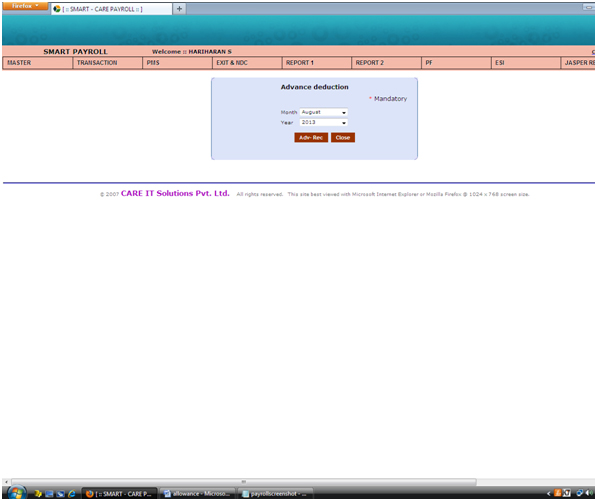 Firefox
[ :: SMART - CARE PAYROLL :: ]
SMART PAYROLL Welcome :: HARIHARAN S
MASTER TRANSACTION PMS EXIT & NDC REPORT 1 REPORT 2 PF ESI JASPER RE
Advance deduction
* Mandatory
Month August
Year 2013
Adv-Rec Close
© 2007 CARE IT Solutions Pvt. Ltd. All rights reserved. This site best viewed with Microsoft Internet Explorer or Mozilla Firefox @ 1024 x 768 screen size.
[ :: SMART - CARE P... allowance - Microso... payrollscreenshot - ...